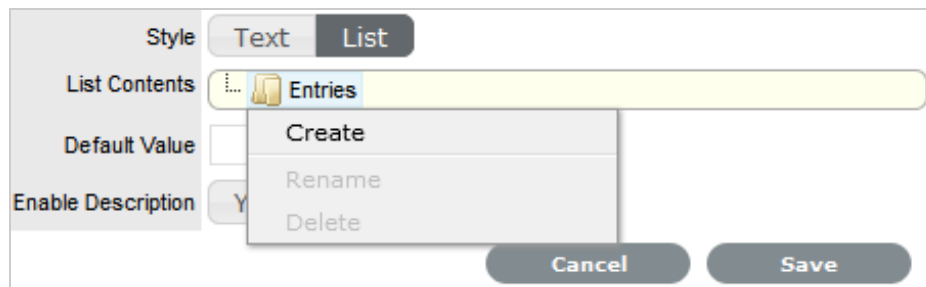 Style Text List
List Contents Entries
Create
Default Value
Rename
Enable Description Y
Delete
Cancel Save